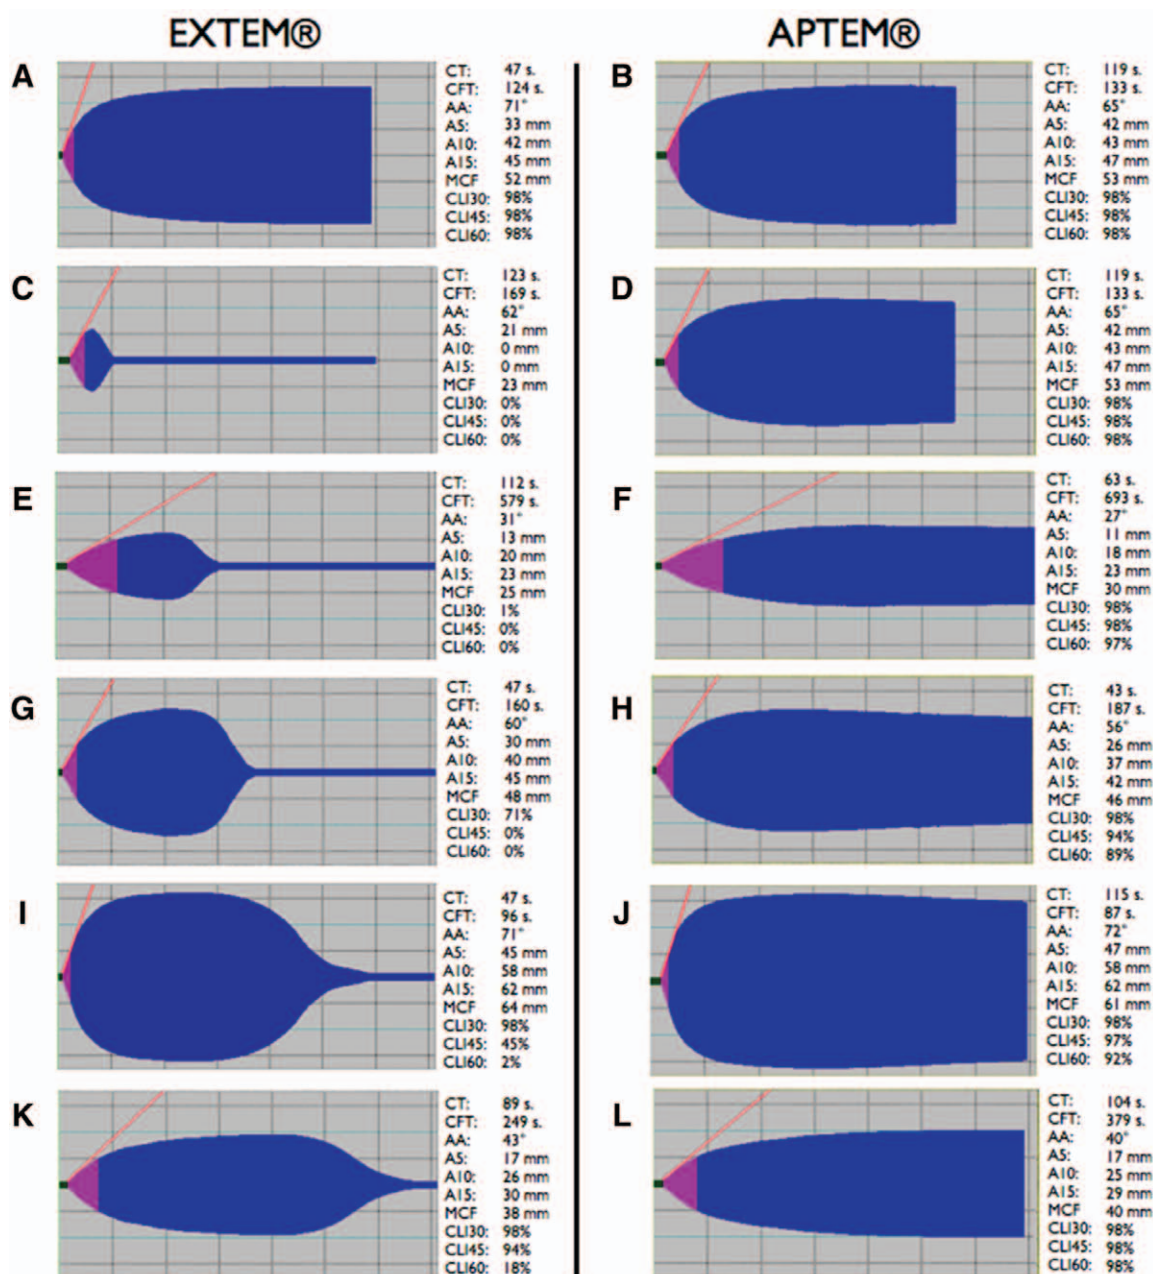 EXTEM®
APTEM®
A
CT: 47 s.
CFT: 124 s.
AA: 71°
A5: 33 mm
A10: 42 mm
A15: 45 mm
MCF 52 mm
CLI30: 98%
CLI45: 98%
CLI60: 98%
B
CT: 119 s.
CFT: 133 s.
AA: 65°
A5: 42 mm
A10: 43 mm
A15: 47 mm
MCF 53 mm
CLI30: 98%
CLI45: 98%
CLI60: 98%
C
CT: 123 s.
CFT: 169 s.
AA: 62°
A5: 21 mm
A10: 0 mm
A15: 0 mm
MCF 23 mm
CLI30: 0%
CLI45: 0%
CLI60: 0%
D
CT: 119 s.
CFT: 133 s.
AA: 65°
A5: 42 mm
A10: 43 mm
A15: 47 mm
MCF 53 mm
CLI30: 98%
CLI45: 98%
CLI60: 98%
E
CT: 112 s.
CFT: 579 s.
AA: 31°
A5: 13 mm
A10: 20 mm
A15: 23 mm
MCF 25 mm
CLI30: 1%
CLI45: 0%
CLI60: 0%
F
CT: 63 s.
CFT: 693 s.
AA: 27°
A5: 11 mm
A10: 18 mm
A15: 23 mm
MCF 30 mm
CLI30: 98%
CLI45: 98%
CLI60: 97%
G
CT: 47 s.
CFT: 160 s.
AA: 60°
A5: 30 mm
A10: 40 mm
A15: 45 mm
MCF 48 mm
CLI30: 71%
CLI45: 0%
CLI60: 0%
H
CT: 43 s.
CFT: 187 s.
AA: 56°
A5: 26 mm
A10: 37 mm
A15: 42 mm
MCF 46 mm
CLI30: 98%
CLI45: 94%
CLI60: 89%
I
CT: 47 s.
CFT: 96 s.
AA: 71°
A5: 45 mm
A10: 58 mm
A15: 62 mm
MCF 64 mm
CLI30: 98%
CLI45: 45%
CLI60: 2%
J
CT: 115 s.
CFT: 87 s.
AA: 72°
A5: 47 mm
A10: 58 mm
A15: 62 mm
MCF 61 mm
CLI30: 98%
CLI45: 97%
CLI60: 92%
K
CT: 89 s.
CFT: 249 s.
AA: 43°
A5: 17 mm
A10: 26 mm
A15: 30 mm
MCF 38 mm
CLI30: 98%
CLI45: 94%
CLI60: 18%
L
CT: 104 s.
CFT: 379 s.
AA: 40°
A5: 17 mm
A10: 25 mm
A15: 29 mm
MCF 40 mm
CLI30: 98%
CLI45: 98%
CLI60: 98%